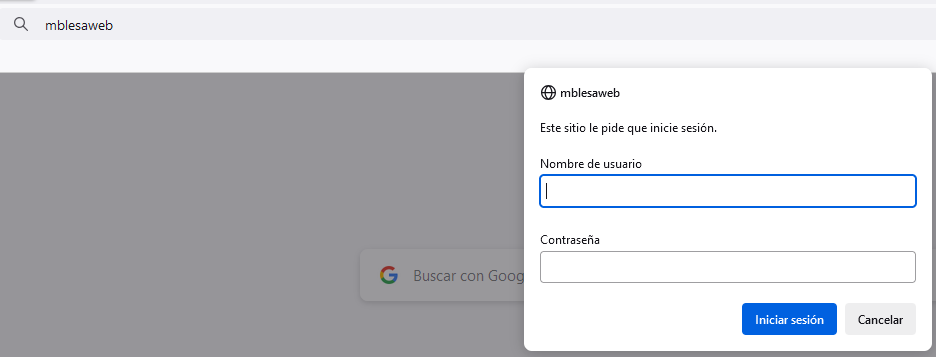 mblesaweb
mblesaweb
Este sitio le pide que inicie sesión.
Nombre de usuario
Buscar con Goog
Contraseña
Iniciar sesión
Cancelar